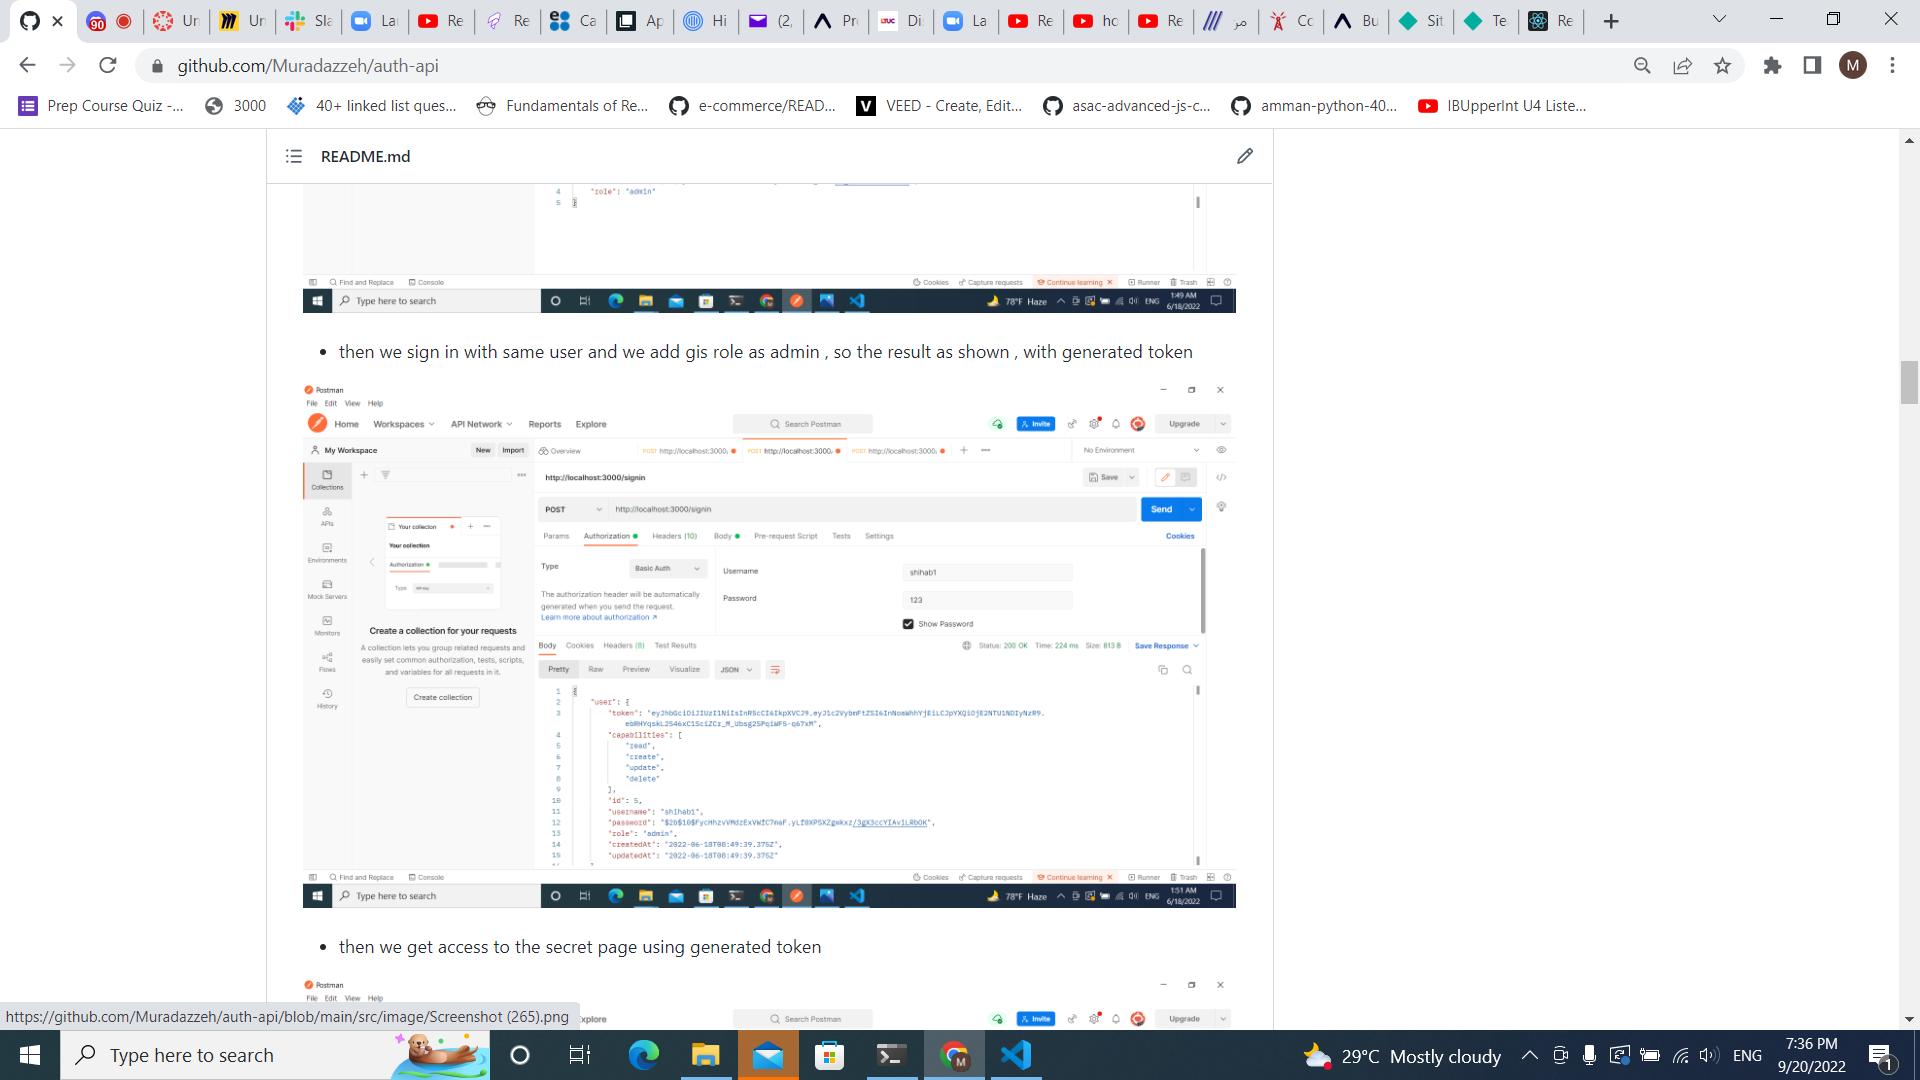 Un
Un
Sla
La
Re
Re
Ca
Ap
Hi
(2,
Pr
Di
La
Re
ho
Re
مر
Cc
Bu
Sit
Te
Re
github.com/Muradazzeh/auth-api
M
Prep Course Quiz -...
3000
40+ linked list ques...
Fundamentals of Re...
e-commerce/READ...
VEED - Create, Edit...
asac-advanced-js-c...
amman-python-40...
IBUpperInt U4 Liste...
README.md
4 "role": "admin"
5 }
Find and Replace Console
Cookies Capture requests Continue learning Runner Trash
Type here to search
78°F Haze ENG 1:49 AM
6/18/2022
• then we sign in with same user and we add gis role as admin , so the result as shown , with generated token
Postman
File Edit View Help
Home Workspaces API Network Reports Explore
Search Postman
Invite
Upgrade
My Workspace
New Import
Overview
POST http://localhost:3000,
POST http://localhost:3000,
POST http://localhost:3000,
No Environment
Collections
APIs
Environments
Mock Servers
Monitors
Flows
History
http://localhost:3000/signin
Save
POST http://localhost:3000/signin
Send
Params Authorization Headers (10) Body Pre-request Script Tests Settings
Cookies
Your collection
Your collection
Authorization
Type
Type Basic Auth
Username shihab1
The authorization header will be automatically
generated when you send the request.
Learn more about authorization
Password 123
Show Password
Create a collection for your requests
A collection lets you group related requests and
easily set common authorization, tests, scripts,
and variables for all requests in it.
Create collection
Body Cookies Headers (8) Test Results
Status: 200 OK Time: 224 ms Size: 813 B Save Response
Pretty Raw Preview Visualize JSON
1 {
2 "user": {
3 "token":
4 "capabilities": [
5 "read",
6 "create",
7 "update",
8 "delete"
9 ],
10 "id": 5,
11 "username": "shihab1",
12 "password":
13 "role": "admin",
14 "createdAt": "2022-06-18T08:49:39.375Z",
15 "updatedAt": "2022-06-18T08:49:39.375Z"
Find and Replace Console
Cookies Capture requests Continue learning Runner Trash
Type here to search
78°F Haze ENG 1:51 AM
6/18/2022
• then we get access to the secret page using generated token
Postman
File Edit View Help
Explore
Search Postman
Invite
Upgrade
https://github.com/Muradazzeh/auth-api/blob/main/src/image/Screenshot (265).png
Type here to search
29°C Mostly cloudy
ENG
7:36 PM
9/20/2022
1